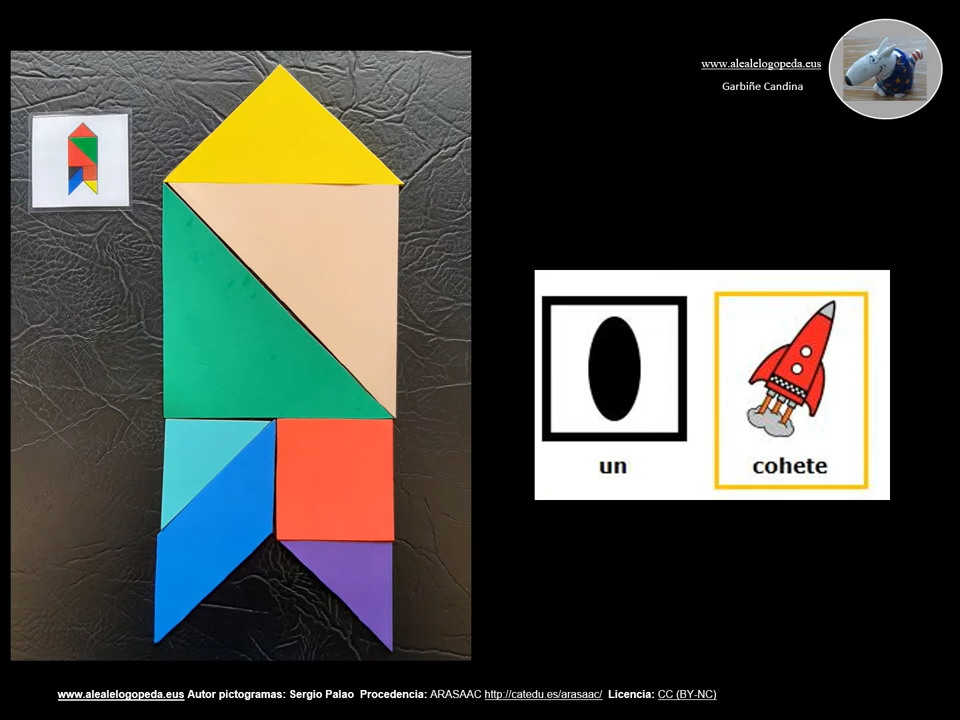 www.alealelogopeda.eus
Garbiñe Candina
un
cohete
www.alealelogopeda.eus Autor pictogramas: Sergio Palao Procedencia: ARASAAC http://catedu.es/arasaac/ Licencia: CC (BY-NC)